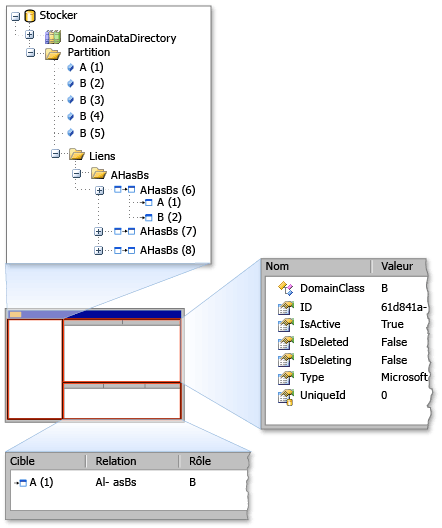 Stocker
DomainDataDirectory
Partition
A (1)
B (2)
B (3)
B (4)
B (5)
Liens
AHasBs
AHasBs (6)
A (1)
B (2)
AHasBs (7)
AHasBs (8)
Nom Valeur
DomainClass B
ID 61d841a-
IsActive True
IsDeleted False
IsDeleting False
Type Microsoft
UniqueId 0
Cible Relation Rôle
A (1) Al- asBs B